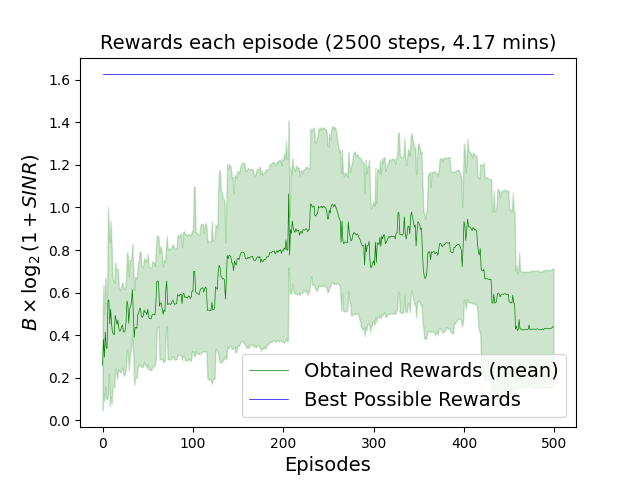 Rewards each episode (2500 steps, 4.17 mins)
1.6
1.4
1.2
1.0
0.8
0.6
0.4
0.2
0.0
B × log₂(1 + SINR)
Obtained Rewards (mean)
Best Possible Rewards
0 100 200 300 400 500
Episodes